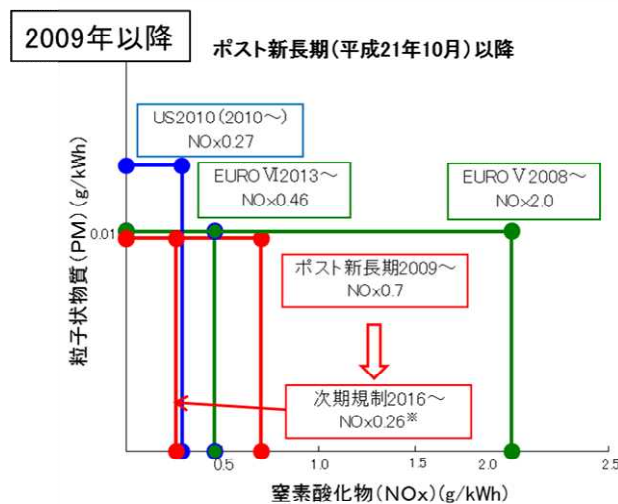 2009年以降
ポスト新長期(平成21年10月)以降
US2010(2010～)
NOx0.27
EUROⅥ2013～
NOx0.46
EUROⅤ2008～
NOx2.0
粒子状物質(PM)(g/kWh)
0.01
ポスト新長期2009～
NOx0.7
次期規制2016～
NOx0.26※
0.5
1.0
1.5
2.0
2.5
窒素酸化物(NOx)(g/kWh)